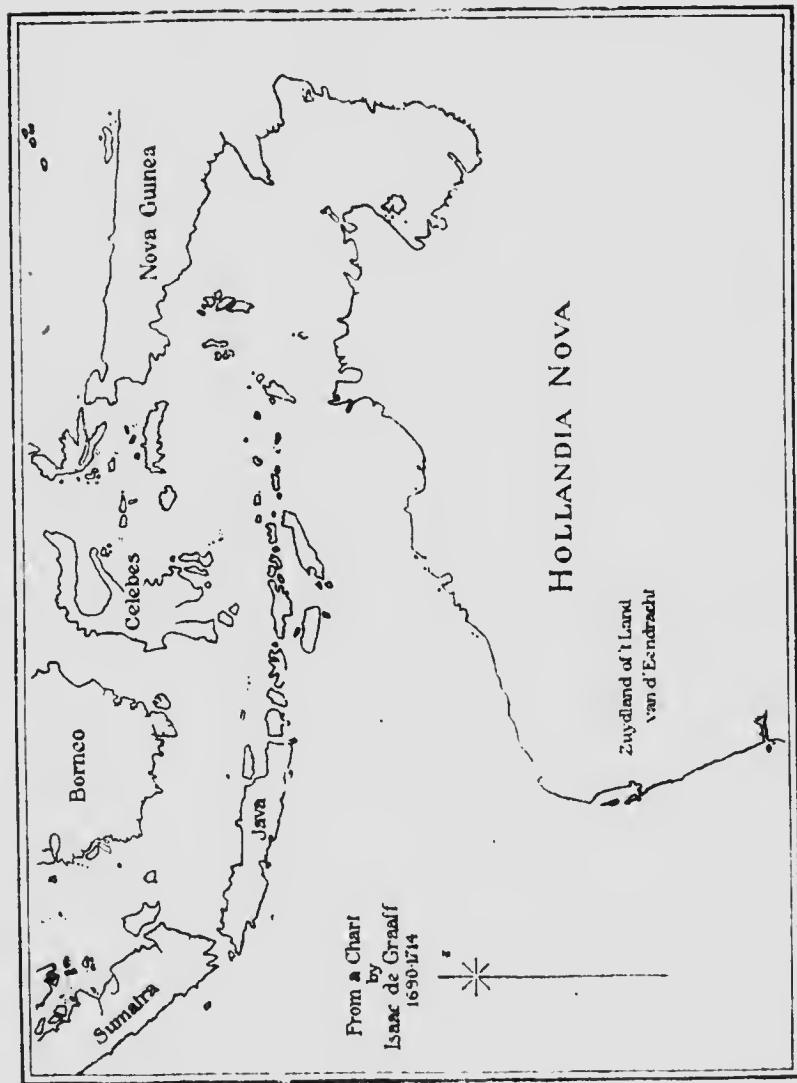 Nova Guinea
Celebes
Borneo
Java
Sumatra
HOLLANDIA NOVA
Zuydland of 't Land
van d'Eendracht
From a Chart
by
Isaac de Graaff
1690-1714